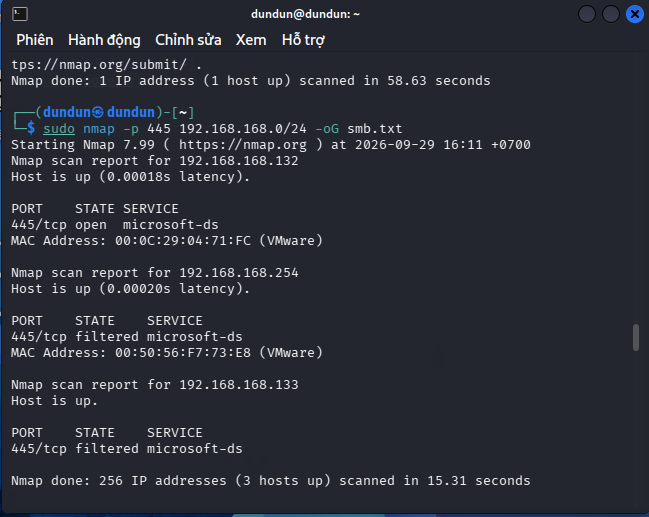 dundun@dundun: ~
Phiên Hành động Chỉnh sửa Xem Hỗ trợ
tps://nmap.org/submit/ .
Nmap done: 1 IP address (1 host up) scanned in 58.63 seconds
┌──(dundun㉿dundun)-[~]
└─$ sudo nmap -p 445 192.168.168.0/24 -oG smb.txt
Starting Nmap 7.99 ( https://nmap.org ) at 2026-09-29 16:11 +0700
Nmap scan report for 192.168.168.132
Host is up (0.00018s latency).
PORT    STATE SERVICE
445/tcp open  microsoft-ds
MAC Address: 00:0C:29:04:71:FC (VMware)
Nmap scan report for 192.168.168.254
Host is up (0.00020s latency).
PORT    STATE    SERVICE
445/tcp filtered microsoft-ds
MAC Address: 00:50:56:F7:73:E8 (VMware)
Nmap scan report for 192.168.168.133
Host is up.
PORT    STATE    SERVICE
445/tcp filtered microsoft-ds
Nmap done: 256 IP addresses (3 hosts up) scanned in 15.31 seconds